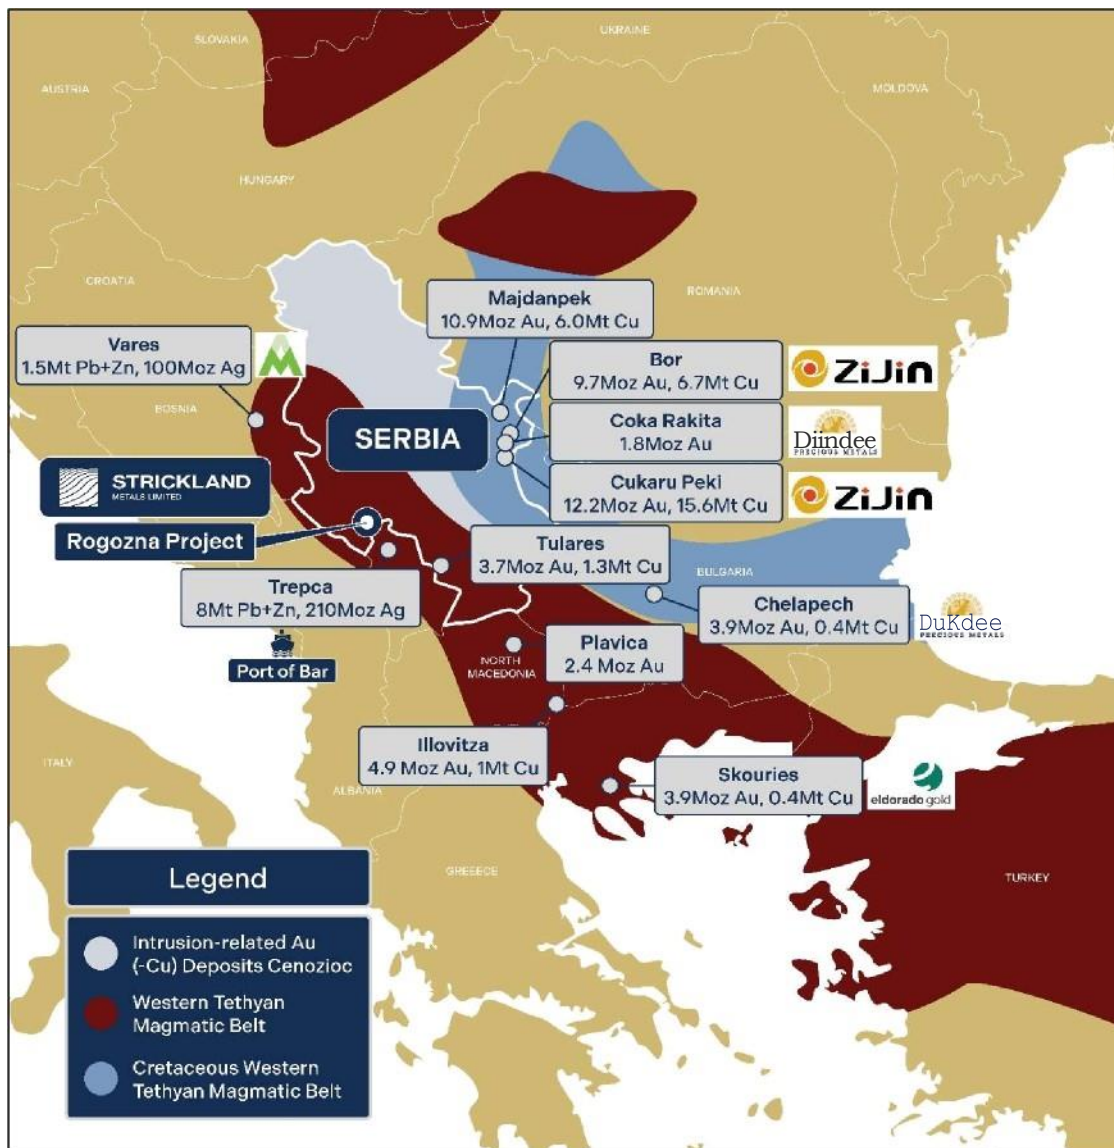 SLOVAKIA
UKRAINE
AUSTRIA
MOLDOVA
HUNGARY
CROATIA
ROMANIA
Majdanpek
10.9Moz Au, 6.0Mt Cu
Vares
1.5Mt Pb+Zn, 100Moz Ag
M
Bor
9.7Moz Au, 6.7Mt Cu
ZiJin
BOSNIA
SERBIA
Coka Rakita
1.8Moz Au
Diindee
PRECIOUS METALS
STRICKLAND
METALS LIMITED
Cukaru Peki
12.2Moz Au, 15.6Mt Cu
ZiJin
Rogozna Project
Tulares
3.7Moz Au, 1.3Mt Cu
BULGARIA
Trepca
8Mt Pb+Zn, 210Moz Ag
Chelapech
3.9Moz Au, 0.4Mt Cu
DuKdee
PRECIOUS METALS
Port of Bar
NORTH
MACEDONIA
Plavica
2.4 Moz Au
Illovitza
4.9 Moz Au, 1Mt Cu
ITALY
ALBANIA
Skouries
3.9Moz Au, 0.4Mt Cu
eldorado gold
GREEECE
TURKEY
Legend
Intrusion-related Au
(-Cu) Deposits Cenozioc
Western Tethyan
Magmatic Belt
Cretaceous Western
Tethyan Magmatic Belt